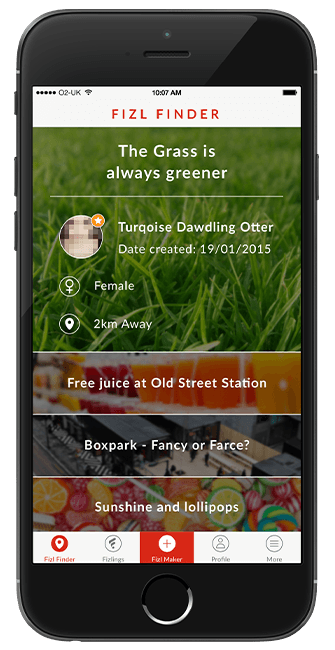 O2-UK
10:07 AM
FIZL FINDER
The Grass is
always greener
Turqoise Dawdling Otter
Date created: 19/01/2015
Female
2km Away
Free juice at Old Street Station
Boxpark - Fancy or Farce?
Sunshine and lollipops
Fizl Finder
Fizlings
Fizl Maker
Profile
More